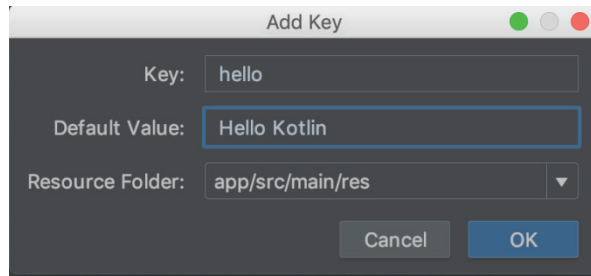 Add Key
Key: hello
Default Value: Hello Kotlin
Resource Folder: app/src/main/res
Cancel OK